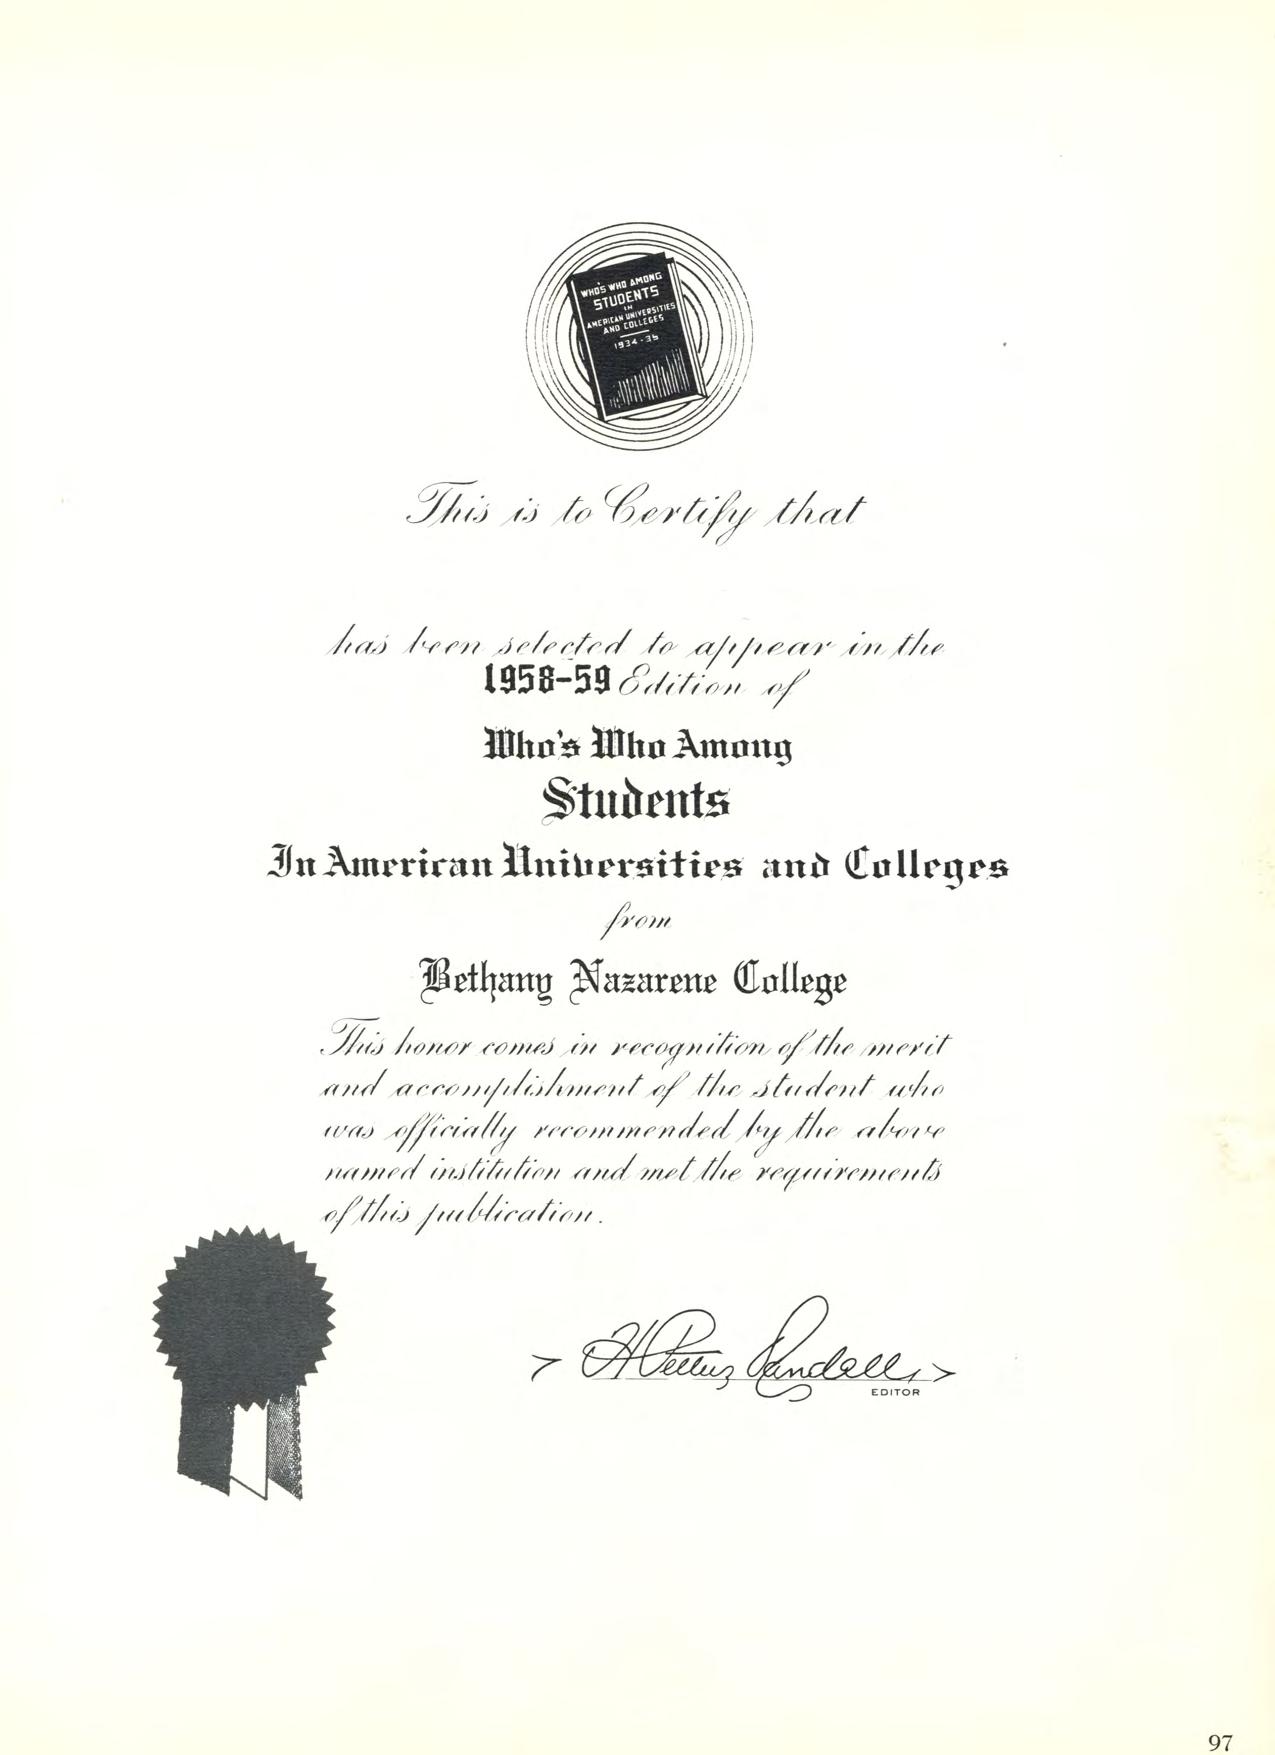 WHO'S WHO AMONG
STUDENTS
IN
AMERICAN UNIVERSITIES
AND COLLEGES
1934-35
This is to Certify that
has been selected to appear in the
1958-59 Edition of
Who's Who Among
Students
In American Universities and Colleges
from
Bethany Nazarene College
This honor comes in recognition of the merit
and accomplishment of the student who
was officially recommended by the above
named institution and met the requirements
of this publication.
H Pettus Randall
EDITOR
97